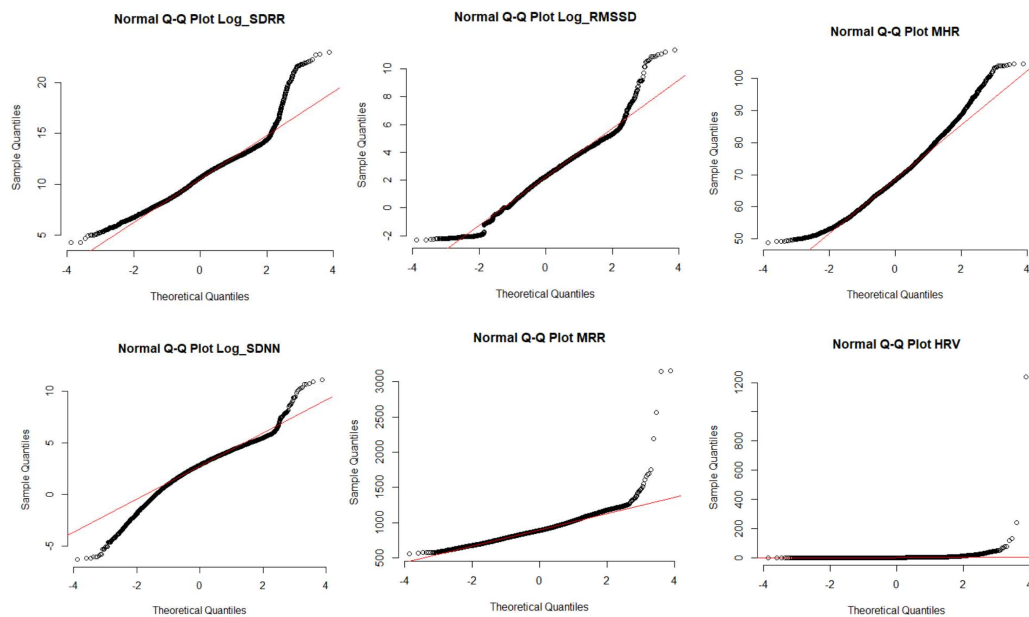 Normal Q-Q Plot Log_SDRR
Sample Quantiles
20
15
10
5
-4 -2 0 2 4
Theoretical Quantiles
Normal Q-Q Plot Log_RMSSD
Sample Quantiles
10
8
6
4
2
0
-2
-4 -2 0 2 4
Theoretical Quantiles
Normal Q-Q Plot MHR
Sample Quantiles
100
90
80
70
60
50
-4 -2 0 2 4
Theoretical Quantiles
Normal Q-Q Plot Log_SDNN
Sample Quantiles
10
5
0
-5
-4 -2 0 2 4
Theoretical Quantiles
Normal Q-Q Plot MRR
Sample Quantiles
3000
2500
2000
1500
1000
500
-4 -2 0 2 4
Theoretical Quantiles
Normal Q-Q Plot HRV
Sample Quantiles
1200
800
600
400
200
0
-4 -2 0 2 4
Theoretical Quantiles